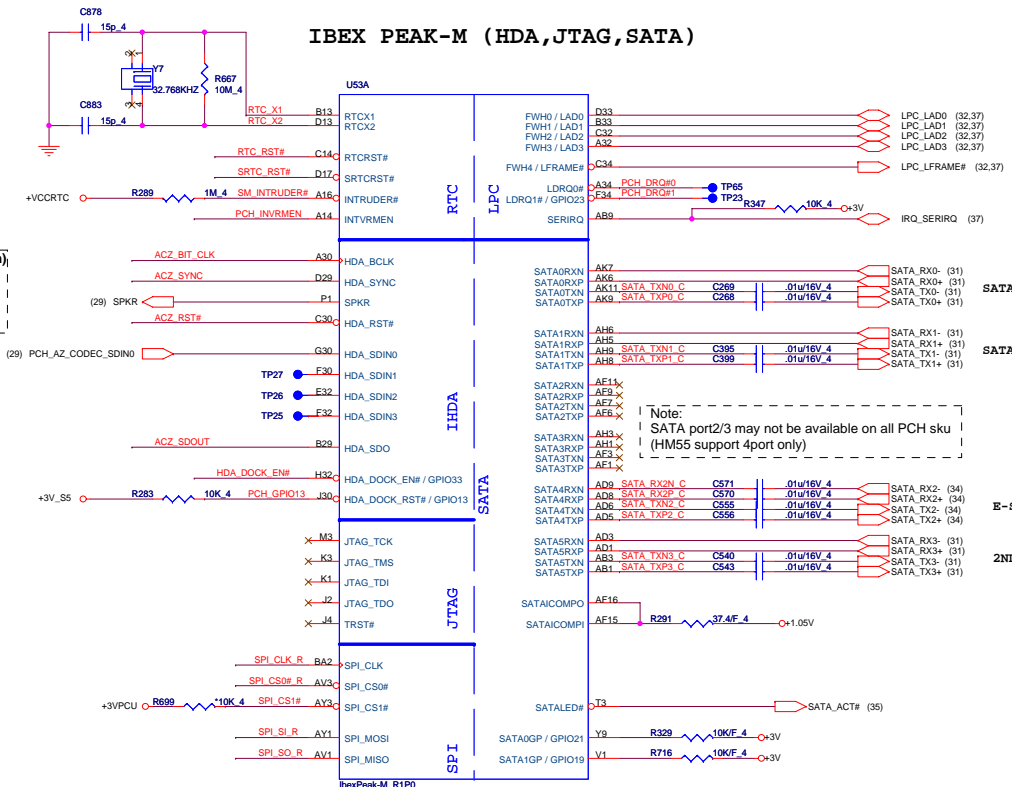 IBEX PEAK-M (HDA,JTAG,SATA)
C878
15p_4
2
1
Y7
32.768KHZ
3
4
R667
10M_4
C883
15p_4
U53A
RTC_X1 B13 RTCX1
RTC_X2 D13 RTCX2
RTC_RST# C14 RTCRST#
SRTC_RST# D17 SRTCRST#
+VCCRTC R289 1M_4 SM_INTRUDER# A16 INTRUDER#
PCH_INVRMEN A14 INTVRMEN
RTC
LPC
FWH0 / LAD0 D33 LPC_LAD0 (32,37)
FWH1 / LAD1 B33 LPC_LAD1 (32,37)
FWH2 / LAD2 C32 LPC_LAD2 (32,37)
FWH3 / LAD3 A32 LPC_LAD3 (32,37)
FWH4 / LFRAME# C34 LPC_LFRAME# (32,37)
LDRQ0# A34 PCH_DRQ#0 TP65
LDRQ1# / GPIO23 F34 PCH_DRQ#1 TP23
R347 10K_4 +3V
SERIRQ AB9 IRQ_SERIRQ (37)
ACZ_BIT_CLK A30 HDA_BCLK
ACZ_SYNC D29 HDA_SYNC
(29) SPKR P1 SPKR
ACZ_RST# C30 HDA_RST#
(29) PCH_AZ_CODEC_SDIN0 G30 HDA_SDIN0
TP27 F30 HDA_SDIN1
TP26 E32 HDA_SDIN2
TP25 F32 HDA_SDIN3
ACZ_SDOUT B29 HDA_SDO
HDA_DOCK_EN# H32 HDA_DOCK_EN# / GPIO33
+3V_S5 R283 10K_4 PCH_GPIO13 J30 HDA_DOCK_RST# / GPIO13
IHDA
SATA
SATA0RXN AK7 SATA_RX0- (31)
SATA0RXP AK6 SATA_RX0+ (31)
SATA0TXN AK11 SATA_TXN0_C C269 .01u/16V_4 SATA_TX0- (31)
SATA0TXP AK9 SATA_TXP0_C C268 .01u/16V_4 SATA_TX0+ (31)
SATA
SATA1RXN AH6 SATA_RX1- (31)
SATA1RXP AH5 SATA_RX1+ (31)
SATA1TXN AH9 SATA_TXN1_C C395 .01u/16V_4 SATA_TX1- (31)
SATA1TXP AH8 SATA_TXP1_C C399 .01u/16V_4 SATA_TX1+ (31)
SATA
SATA2RXN AF11
SATA2RXP AF9
SATA2TXN AF7
SATA2TXP AF6
SATA3RXN AH3
SATA3RXP AH1
SATA3TXN AF3
SATA3TXP AF1
Note:
SATA port2/3 may not be available on all PCH sku
(HM55 support 4port only)
SATA4RXN AD9 SATA_RX2N_C C571 .01u/16V_4 SATA_RX2- (34)
SATA4RXP AD8 SATA_RX2P_C C570 .01u/16V_4 SATA_RX2+ (34)
SATA4TXN AD6 SATA_TXN2_C C555 .01u/16V_4 SATA_TX2- (34)
SATA4TXP AD5 SATA_TXP2_C C556 .01u/16V_4 SATA_TX2+ (34)
SATA5RXN AD3 SATA_RX3- (31)
SATA5RXP AD1 SATA_RX3+ (31)
SATA5TXN AB3 SATA_TXN3_C C540 .01u/16V_4 SATA_TX3- (31)
SATA5TXP AB1 SATA_TXP3_C C543 .01u/16V_4 SATA_TX3+ (31)
SATAICOMPO AF16
SATAICOMPI AF15 R291 37.4/F_4 +1.05V
M3 JTAG_TCK
K3 JTAG_TMS
K1 JTAG_TDI
J2 JTAG_TDO
J4 TRST#
JTAG
SPI_CLK_R BA2 SPI_CLK
SPI_CS0#_R AV3 SPI_CS0#
+3VPCU R699 *10K_4 SPI_CS1# AY3 SPI_CS1#
SPI_SI_R AY1 SPI_MOSI
SPI_SO_R AV1 SPI_MISO
SPI
SATALED# T3 SATA_ACT# (35)
SATA0GP / GPIO21 Y9 R329 10K/F_4 +3V
SATA1GP / GPIO19 V1 R716 10K/F_4 +3V
IbexPeak-M_R1P0